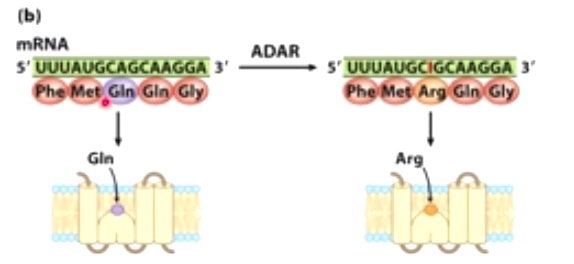 (b)
mRNA
5′ UUUAUGCAGCAAGGA 3′
Phe Met Gln Gln Gly
Gln
ADAR
5′ UUUAUGCIGCAAGGA 3′
Phe Met Arg Gln Gly
Arg